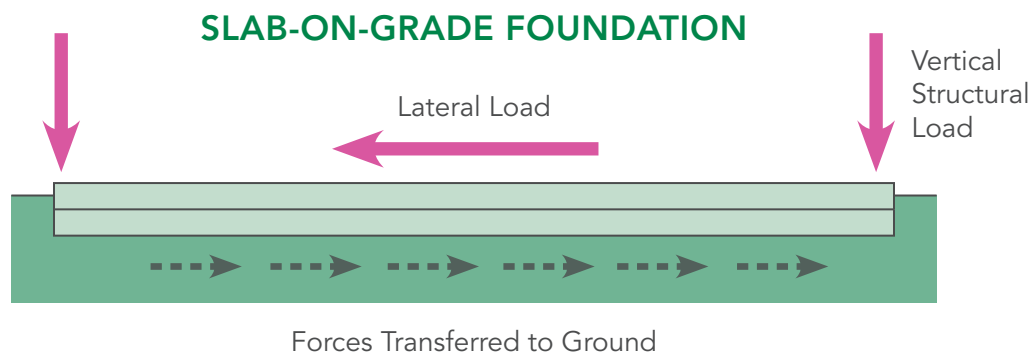 SLAB-ON-GRADE FOUNDATION
Vertical
Structural
Load
Lateral Load
Forces Transferred to Ground